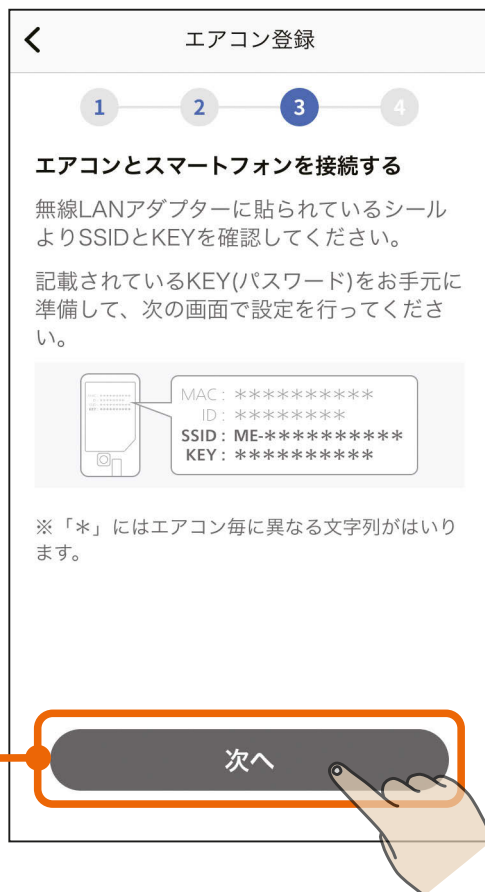 エアコン登録
1 2 3 4
エアコンとスマートフォンを接続する
無線LANアダプターに貼られているシール
よりSSIDとKEYを確認してください。
記載されているKEY(パスワード)をお手元に
準備して、次の画面で設定を行ってくださ
い。
MAC : **********
ID : ********
SSID : ME-**********
KEY : **********
※「*」にはエアコン毎に異なる文字列がはいり
ます。
次へ